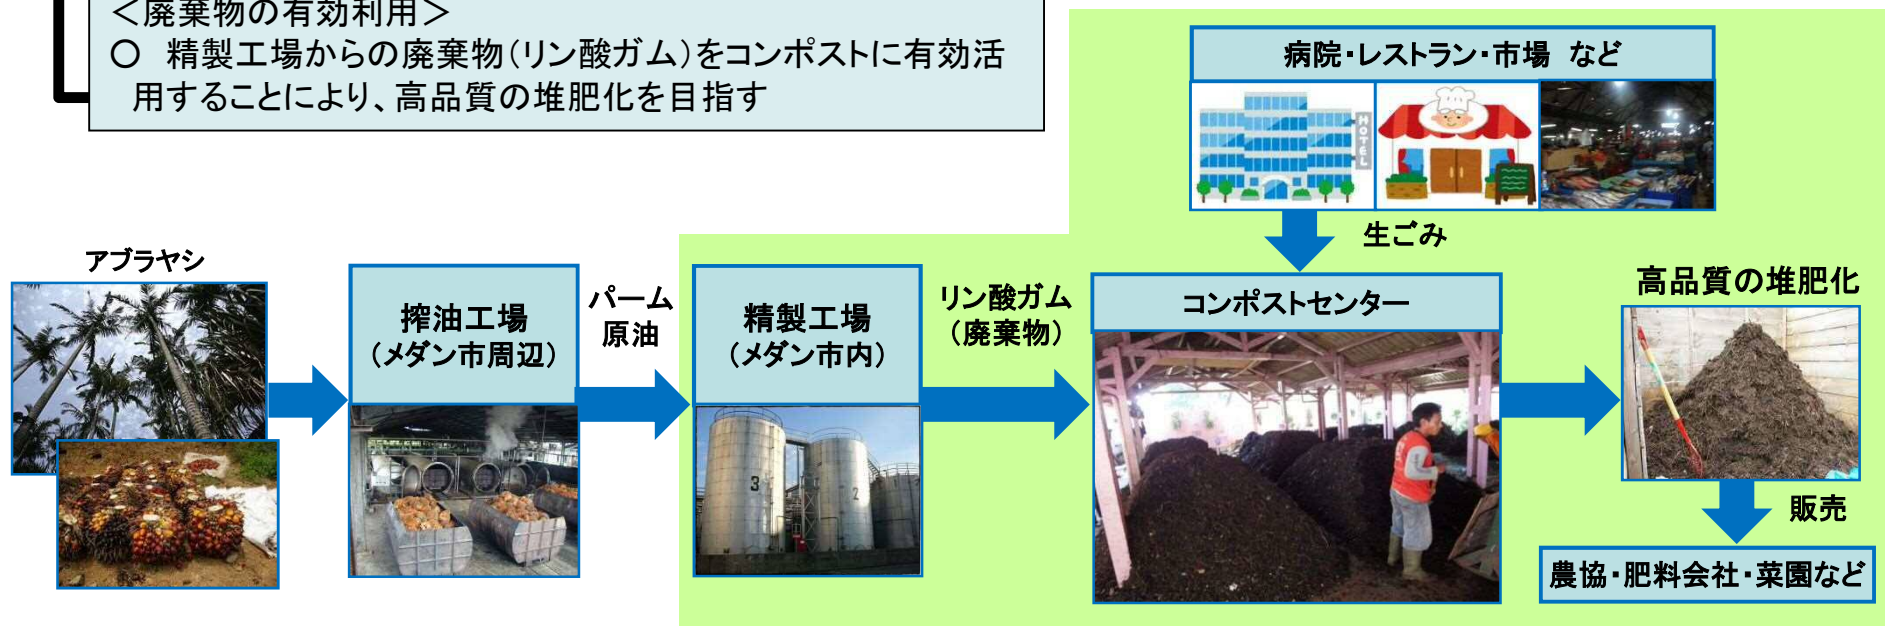 ＜廃棄物の有効利用＞
○　精製工場からの廃棄物（リン酸ガム）をコンポストに有効活
用することにより、高品質の堆肥化を目指す
病院・レストラン・市場　など
HOTEL
生ごみ
アブラヤシ
搾油工場
（メダン市周辺）
パーム
原油
精製工場
（メダン市内）
3
2
リン酸ガム
（廃棄物）
コンポストセンター
高品質の堆肥化
販売
農協・肥料会社・菜園など